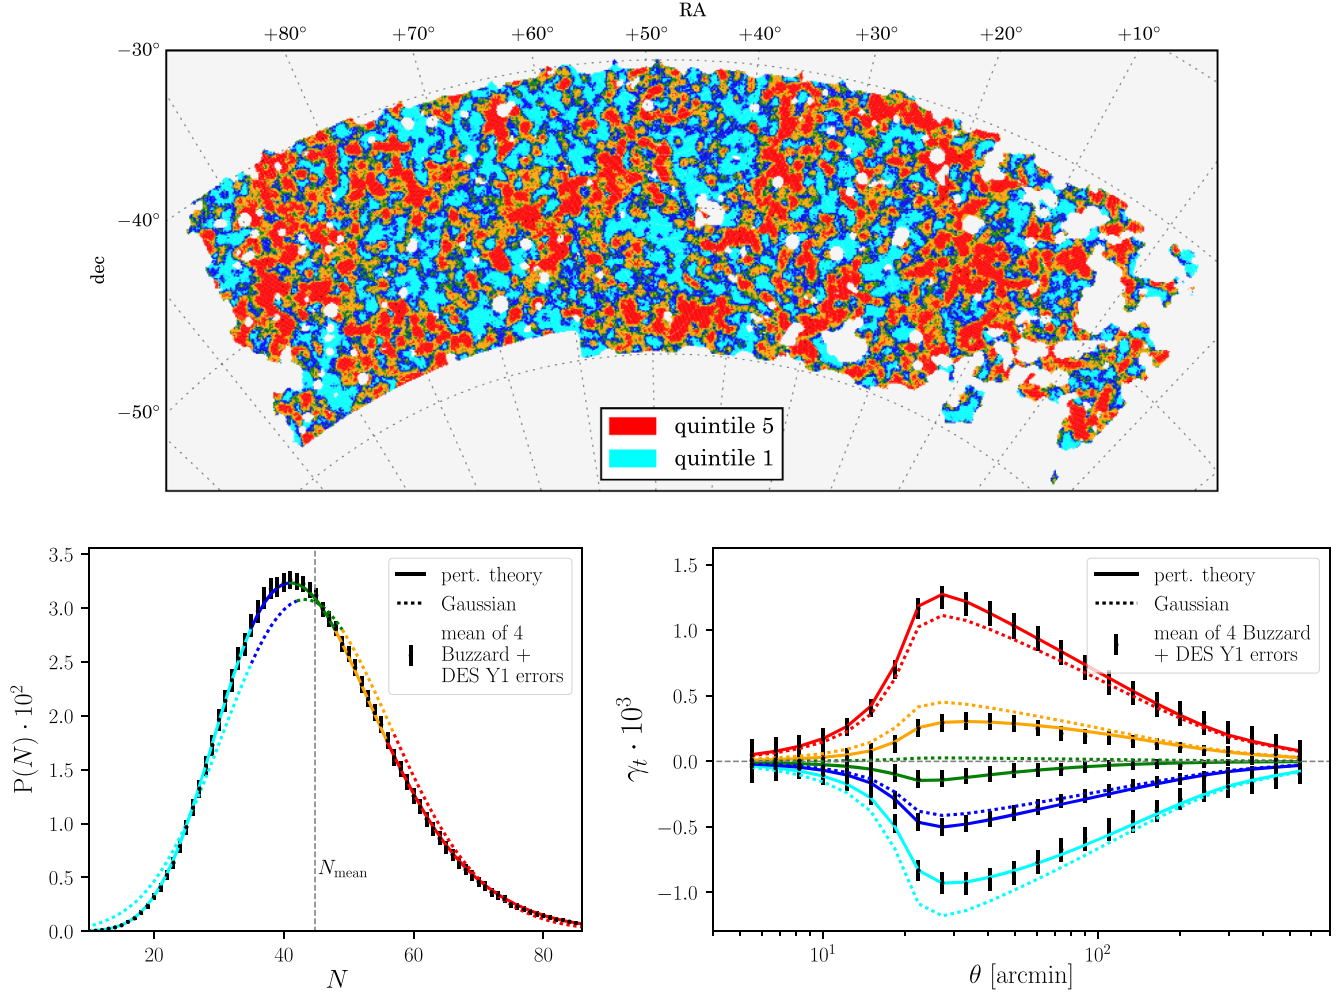 RA
+80° +70° +60° +50° +40° +30° +20° +10°
−30°
−40°
−50°
dec
quintile 5
quintile 1
3.5
3.0
2.5
2.0
1.5
1.0
0.5
0.0
P(N) · 10²
pert. theory
Gaussian
mean of 4
Buzzard +
DES Y1 errors
N_mean
20 40 60 80
N
1.5
1.0
0.5
0.0
−0.5
−1.0
γ_t · 10³
pert. theory
Gaussian
mean of 4 Buzzard
+ DES Y1 errors
10¹ 10²
θ [arcmin]